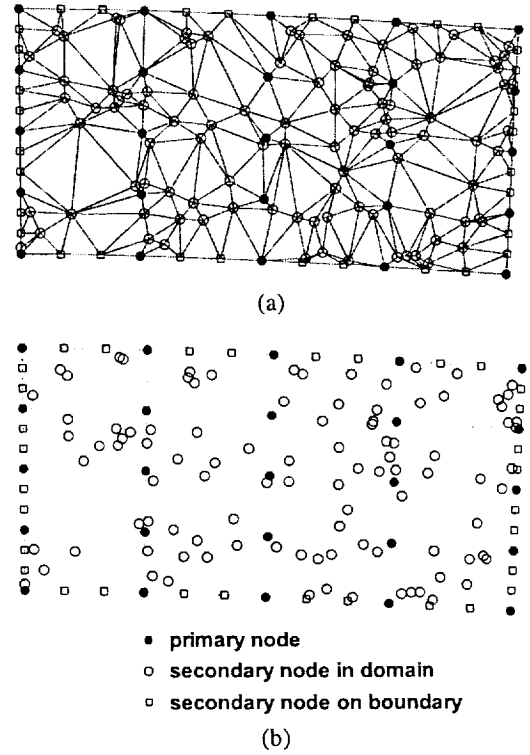 (a)
primary node
secondary node in domain
secondary node on boundary
(b)